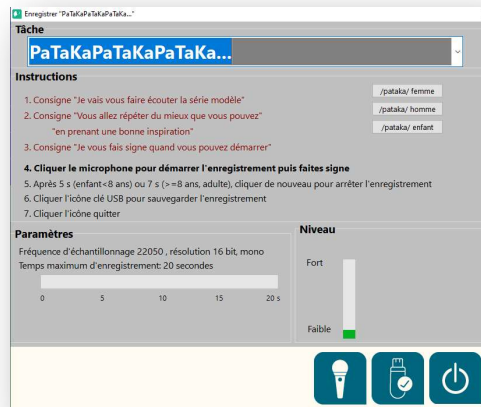 Enregistrer "PaTaKaPaTaKaPaTaKa..."
Tâche
PaTaKaPaTaKaPaTaKa...
Instructions
1. Consigne "Je vais vous faire écouter la série modèle"
/pataka/ femme
2. Consigne "Vous allez répéter du mieux que vous pouvez"
/pataka/ homme
"en prenant une bonne inspiration"
/pataka/ enfant
3. Consigne "Je vous fais signe quand vous pouvez démarrer"
4. Cliquer le microphone pour démarrer l'enregistrement puis faites signe
5. Après 5 s (enfant<8 ans) ou 7 s (>=8 ans, adulte), cliquer de nouveau pour arrêter l'enregistrement
6. Cliquer l'icône clé USB pour sauvegarder l'enregistrement
7. Cliquer l'icône quitter
Paramètres
Fréquence d'échantillonnage 22050 , résolution 16 bit, mono
Temps maximum d'enregistrement: 20 secondes
0 5 10 15 20 s
Niveau
Fort
Faible